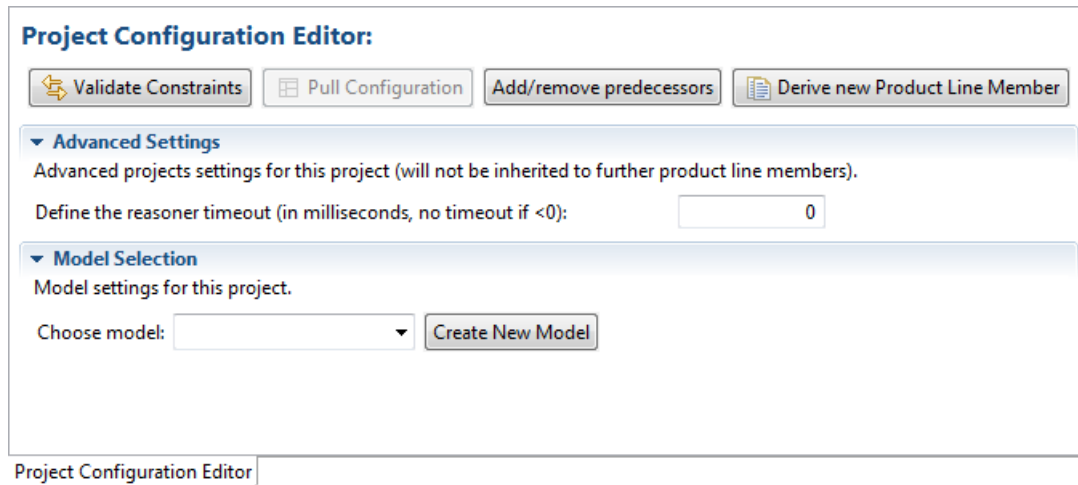 Project Configuration Editor:
Validate Constraints Pull Configuration Add/remove predecessors Derive new Product Line Member
Advanced Settings
Advanced projects settings for this project (will not be inherited to further product line members).
Define the reasoner timeout (in milliseconds, no timeout if <0): 0
Model Selection
Model settings for this project.
Choose model: Create New Model
Project Configuration Editor